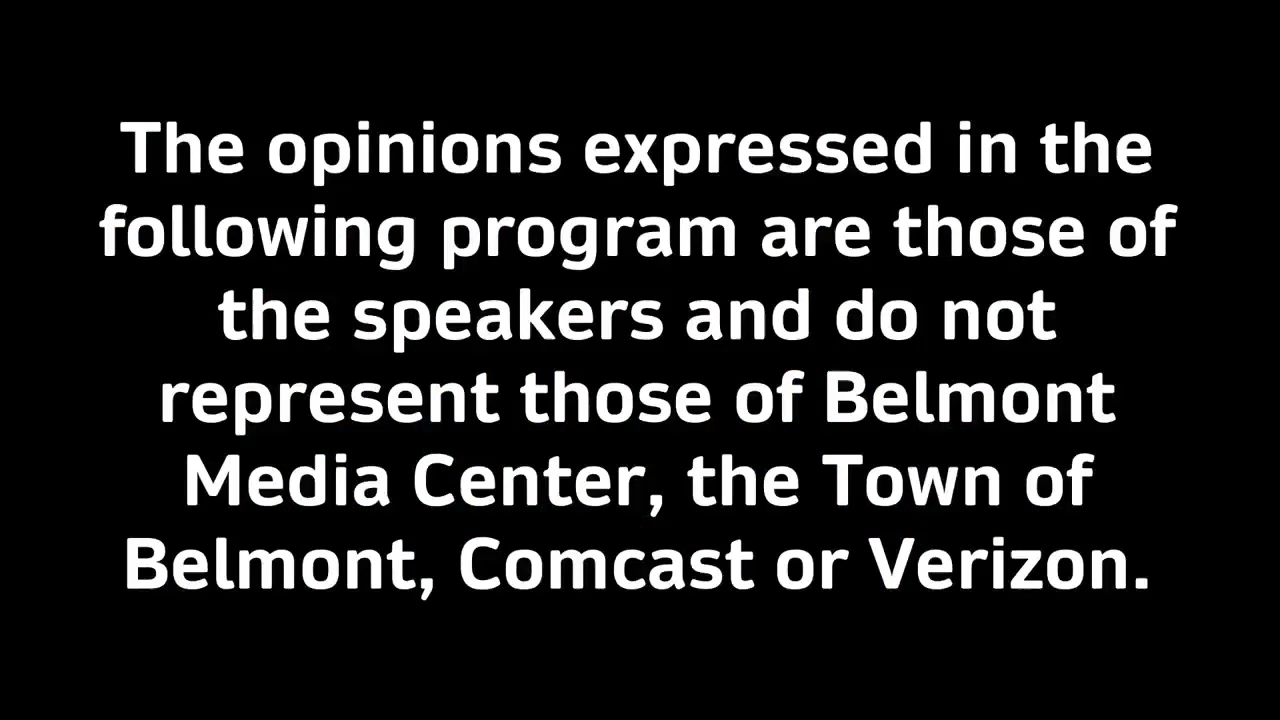 The opinions expressed in the
following program are those of
the speakers and do not
represent those of Belmont
Media Center, the Town of
Belmont, Comcast or Verizon.